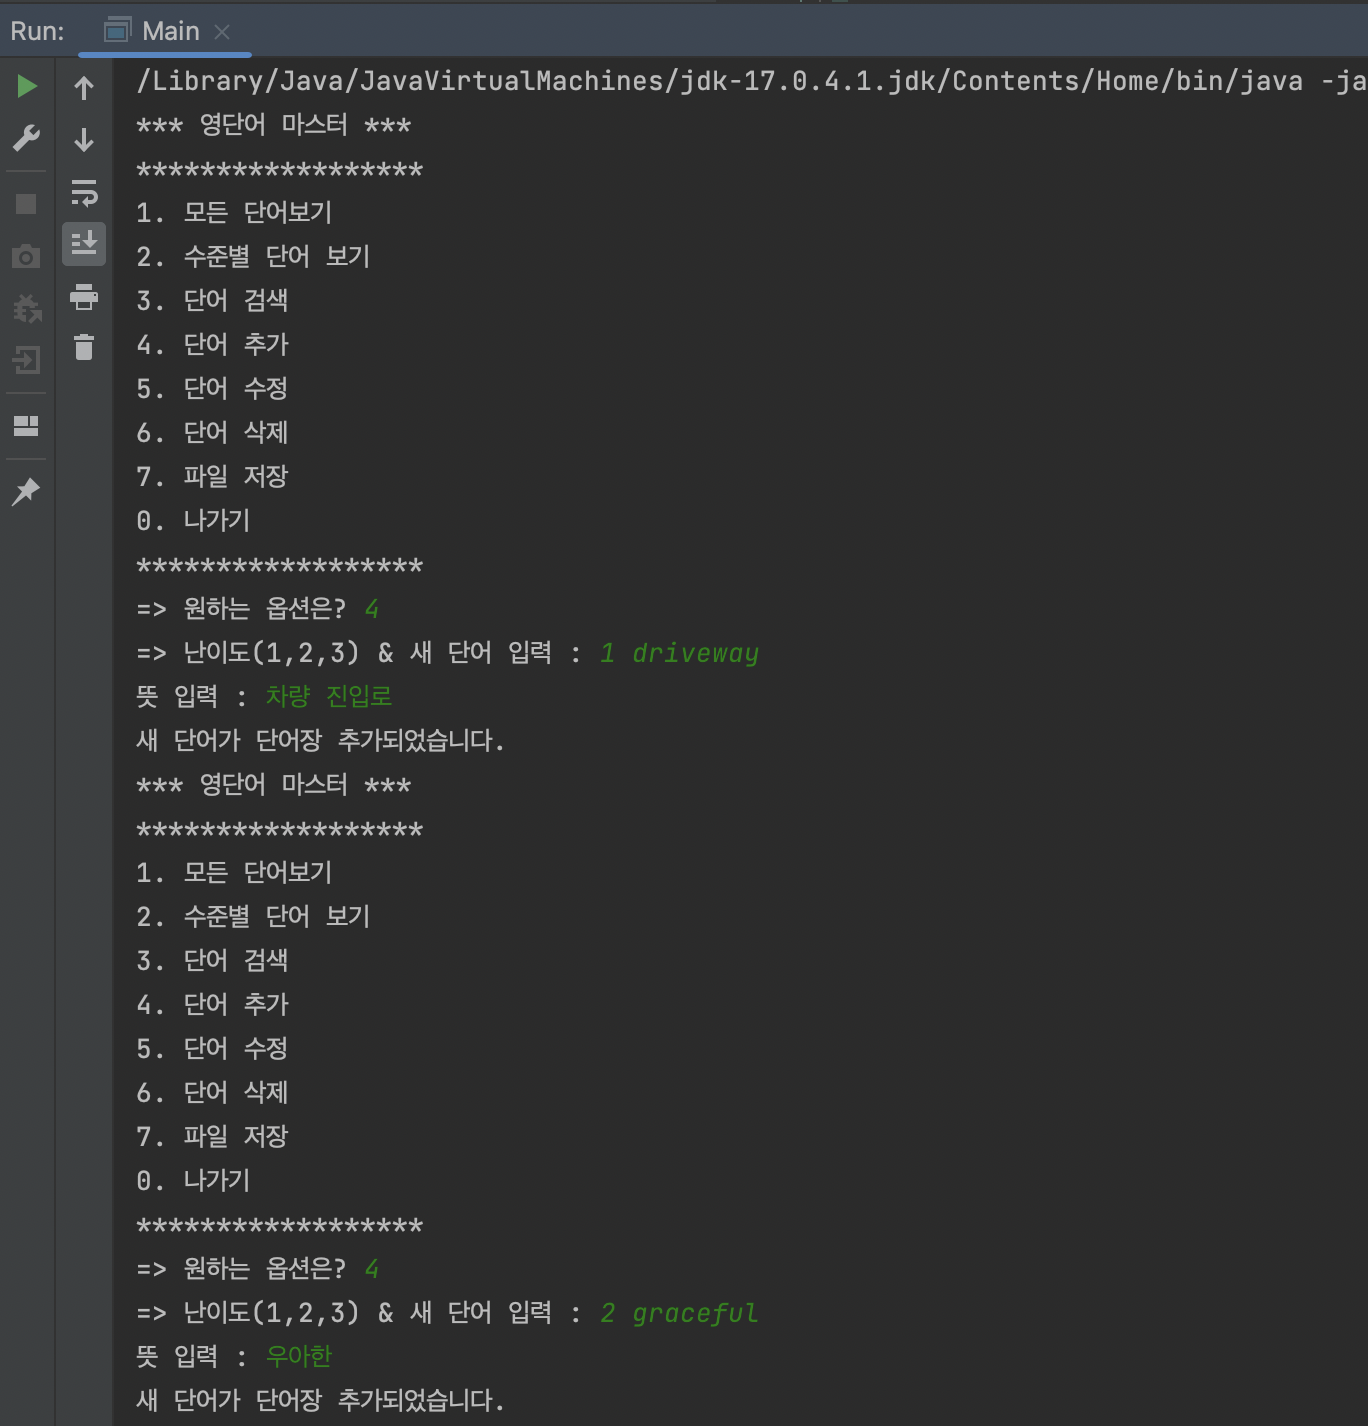 Run: Main
/Library/Java/JavaVirtualMachines/jdk-17.0.4.1.jdk/Contents/Home/bin/java -ja
*** 영단어 마스터 ***
******************
1. 모든 단어보기
2. 수준별 단어 보기
3. 단어 검색
4. 단어 추가
5. 단어 수정
6. 단어 삭제
7. 파일 저장
0. 나가기
******************
=> 원하는 옵션은? 4
=> 난이도(1,2,3) & 새 단어 입력 : 1 driveway
뜻 입력 : 차량 진입로
새 단어가 단어장 추가되었습니다.
*** 영단어 마스터 ***
******************
1. 모든 단어보기
2. 수준별 단어 보기
3. 단어 검색
4. 단어 추가
5. 단어 수정
6. 단어 삭제
7. 파일 저장
0. 나가기
******************
=> 원하는 옵션은? 4
=> 난이도(1,2,3) & 새 단어 입력 : 2 graceful
뜻 입력 : 우아한
새 단어가 단어장 추가되었습니다.